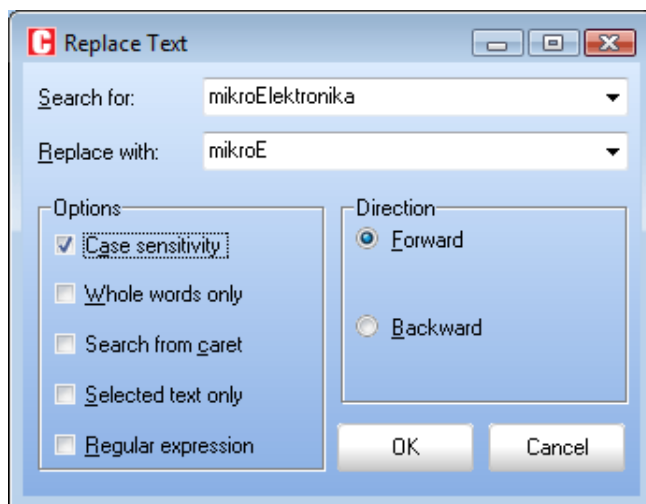 C Replace Text
Search for: mikroElektronika
Replace with: mikroE
Options
Case sensitivity
Whole words only
Search from caret
Selected text only
Regular expression
Direction
Forward
Backward
OK Cancel